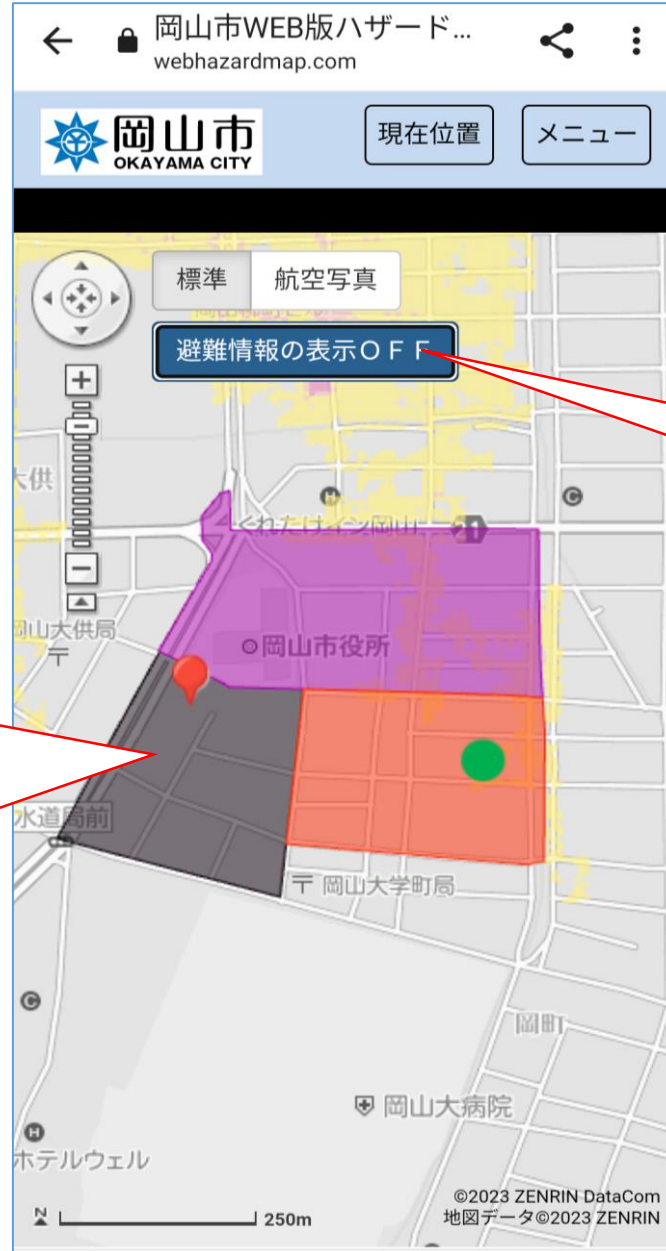 岡山市WEB版ハザード...
webhazardmap.com
岡山市
OKAYAMA CITY
現在位置
メニュー
標準
航空写真
避難情報の表示OFF
大供
H
C
くれたけイン岡山
21
岡山大供局
〒
岡山市役所
水道局前
〒 岡山大学町局
C
岡町
岡山大病院
H
ホテルウェル
N
250m
©2023 ZENRIN DataCom
地図データ©2023 ZENRIN